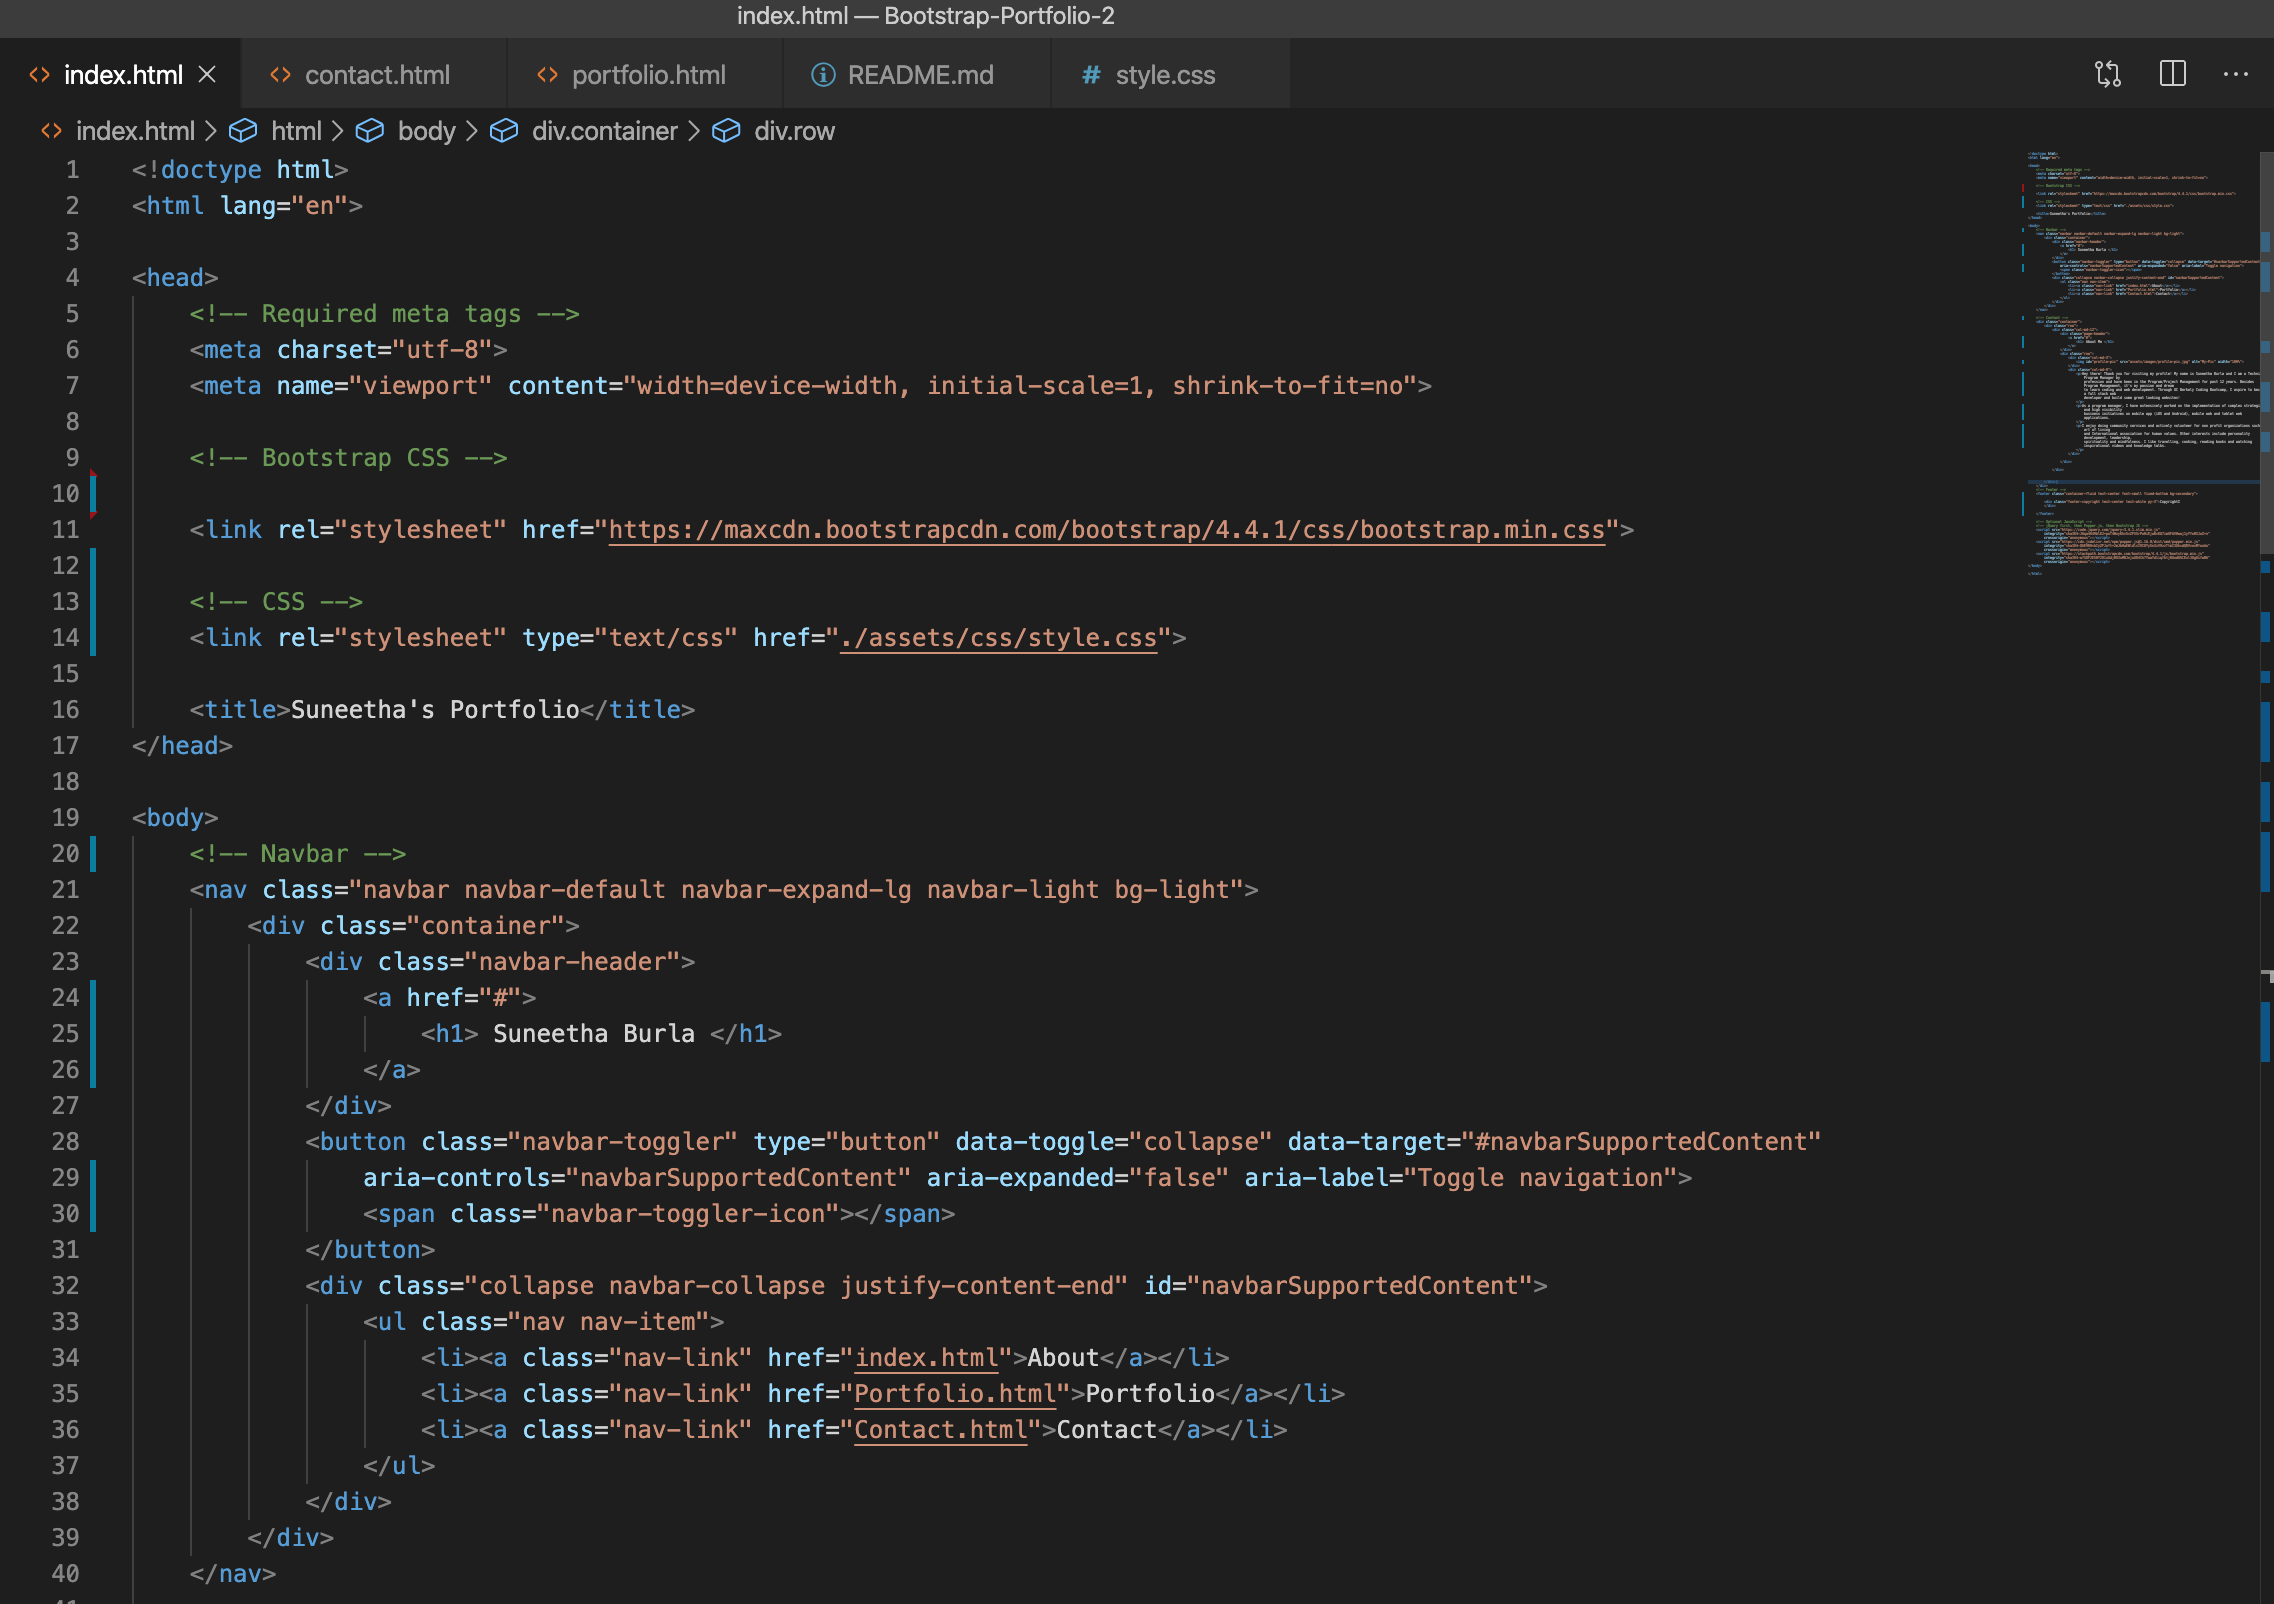 index.html — Bootstrap-Portfolio-2
index.html contact.html portfolio.html README.md # style.css
index.html > html > body > div.container > div.row
1 <!doctype html>
2 <html lang="en">
3
4 <head>
5 <!-- Required meta tags -->
6 <meta charset="utf-8">
7 <meta name="viewport" content="width=device-width, initial-scale=1, shrink-to-fit=no">
8
9 <!-- Bootstrap CSS -->
10
11 <link rel="stylesheet" href="https://maxcdn.bootstrapcdn.com/bootstrap/4.4.1/css/bootstrap.min.css">
12
13 <!-- CSS -->
14 <link rel="stylesheet" type="text/css" href="./assets/css/style.css">
15
16 <title>Suneetha's Portfolio</title>
17 </head>
18
19 <body>
20 <!-- Navbar -->
21 <nav class="navbar navbar-default navbar-expand-lg navbar-light bg-light">
22 <div class="container">
23 <div class="navbar-header">
24 <a href="#">
25 <h1> Suneetha Burla </h1>
26 </a>
27 </div>
28 <button class="navbar-toggler" type="button" data-toggle="collapse" data-target="#navbarSupportedContent"
29 aria-controls="navbarSupportedContent" aria-expanded="false" aria-label="Toggle navigation">
30 <span class="navbar-toggler-icon"></span>
31 </button>
32 <div class="collapse navbar-collapse justify-content-end" id="navbarSupportedContent">
33 <ul class="nav nav-item">
34 <li><a class="nav-link" href="index.html">About</a></li>
35 <li><a class="nav-link" href="Portfolio.html">Portfolio</a></li>
36 <li><a class="nav-link" href="Contact.html">Contact</a></li>
37 </ul>
38 </div>
39 </div>
40 </nav>